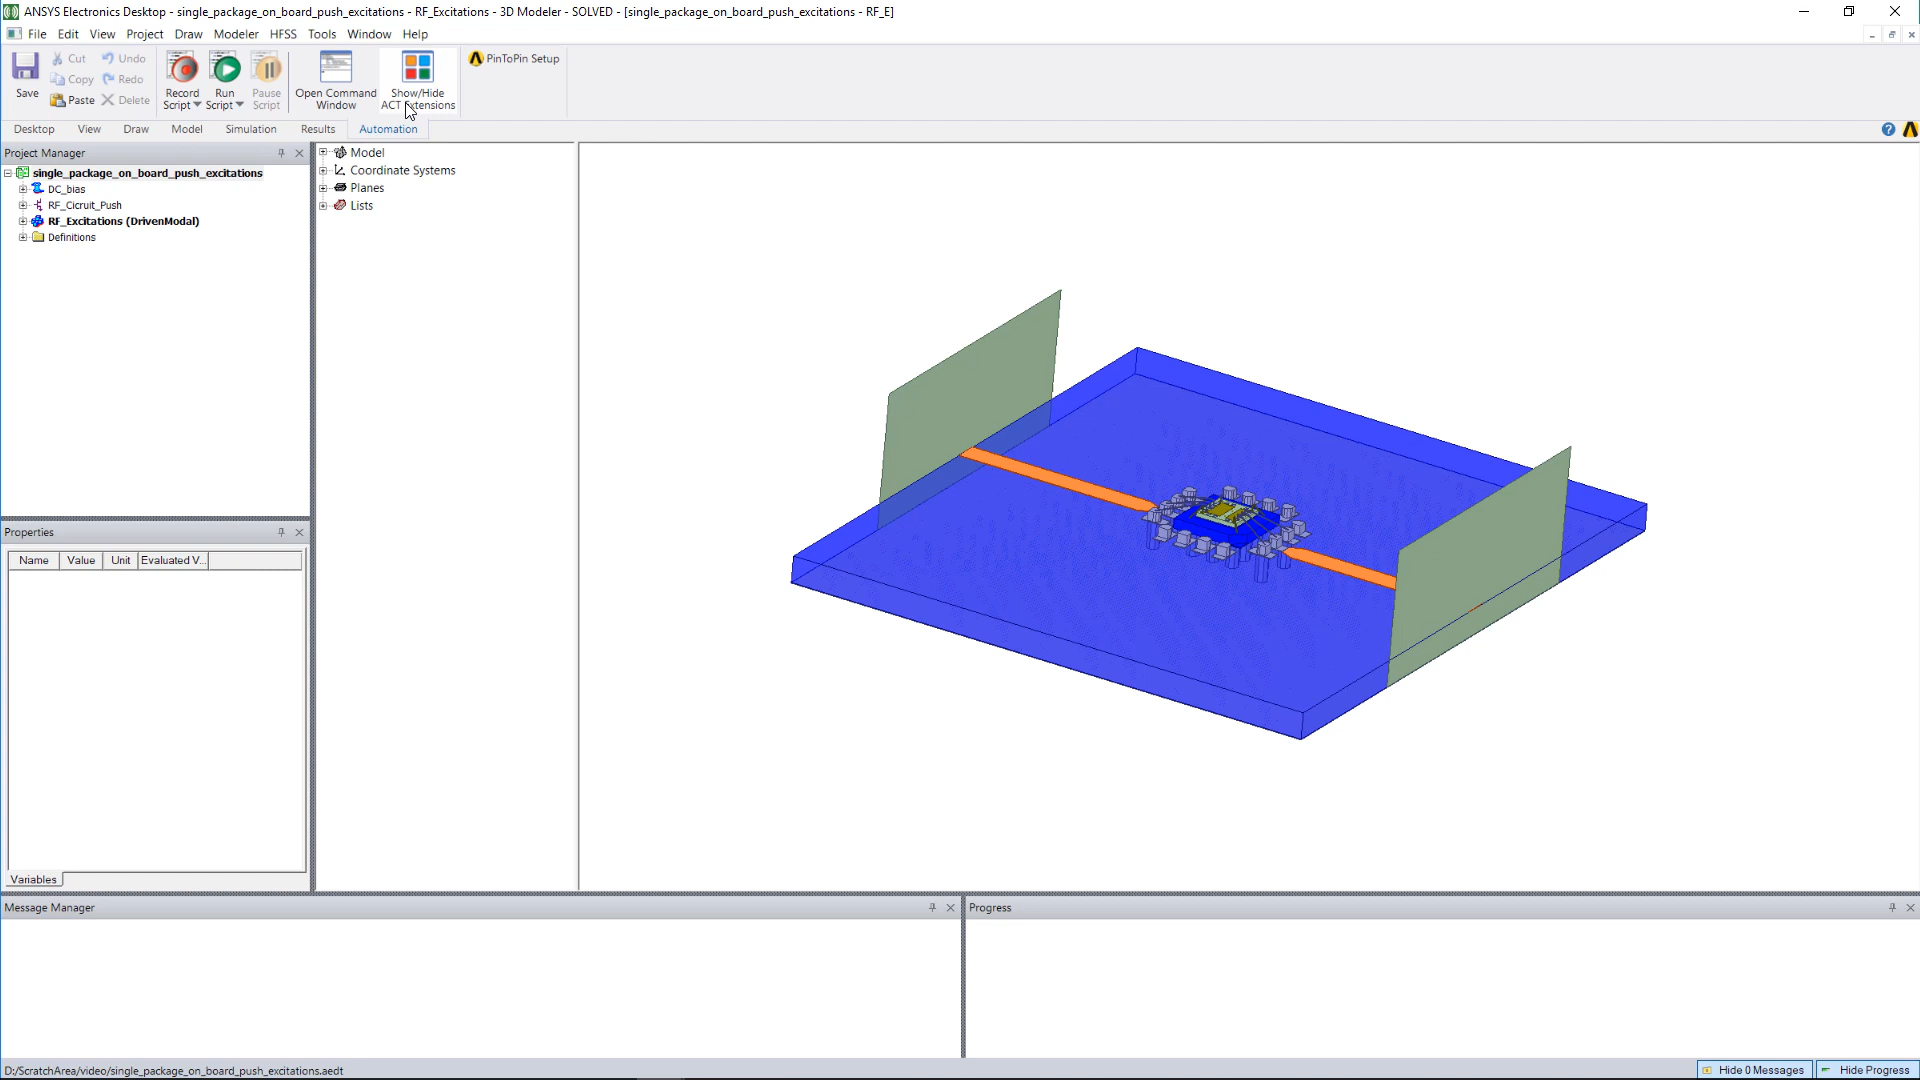 ANSYS Electronics Desktop - single_package_on_board_push_excitations - RF_Excitations - 3D Modeler - SOLVED - [single_package_on_board_push_excitations - RF_E]
File Edit View Project Draw Modeler HFSS Tools Window Help
Save
Cut
Copy
Paste
Undo
Redo
Delete
Record
Script
Run
Script
Pause
Script
Open Command
Window
Show/Hide
ACT Extensions
PinToPin Setup
Desktop View Draw Model Simulation Results Automation
Project Manager
single_package_on_board_push_excitations
DC_bias
RF_Cicruit_Push
RF_Excitations (DrivenModal)
Definitions
Model
Coordinate Systems
Planes
Lists
Properties
Name Value Unit Evaluated V...
Variables
Message Manager
Progress
D:/ScratchArea/video/single_package_on_board_push_excitations.aedt
Hide 0 Messages
Hide Progress